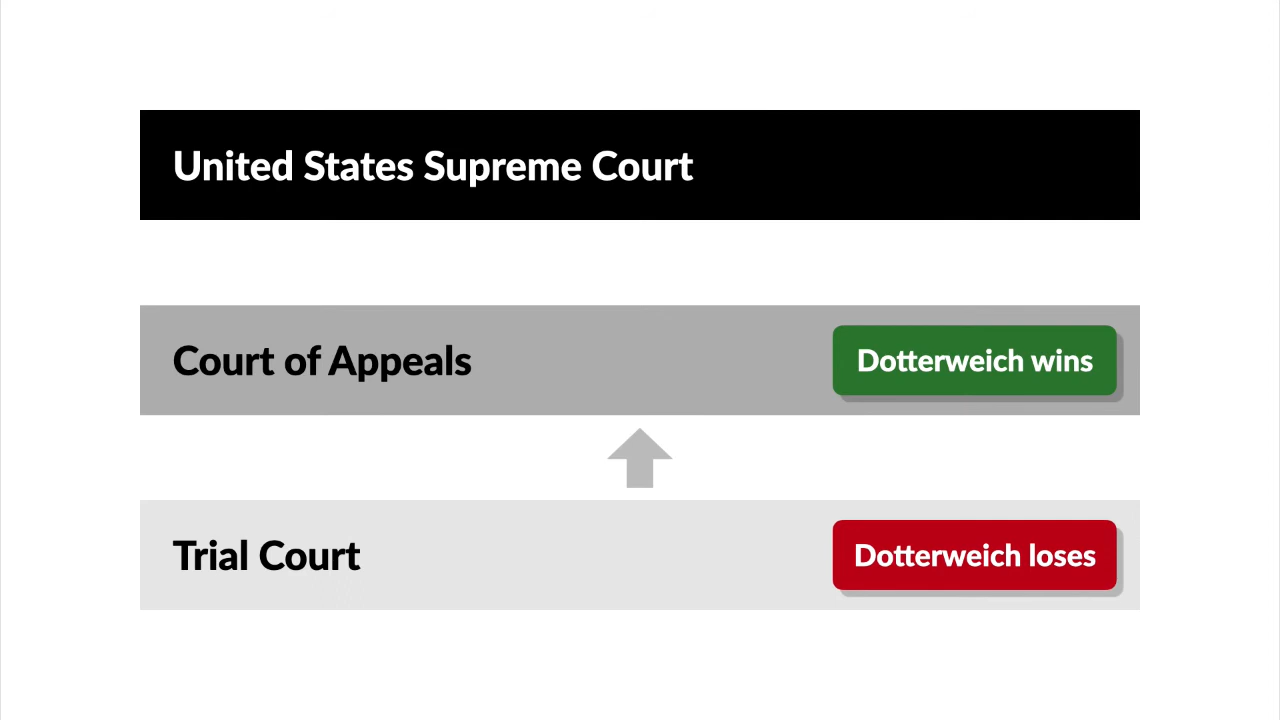 United States Supreme Court
Court of Appeals
Dotterweich wins
Trial Court
Dotterweich loses